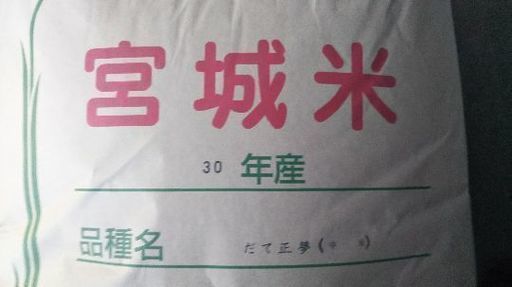 宮城米
30 年産
品種名 だて正夢